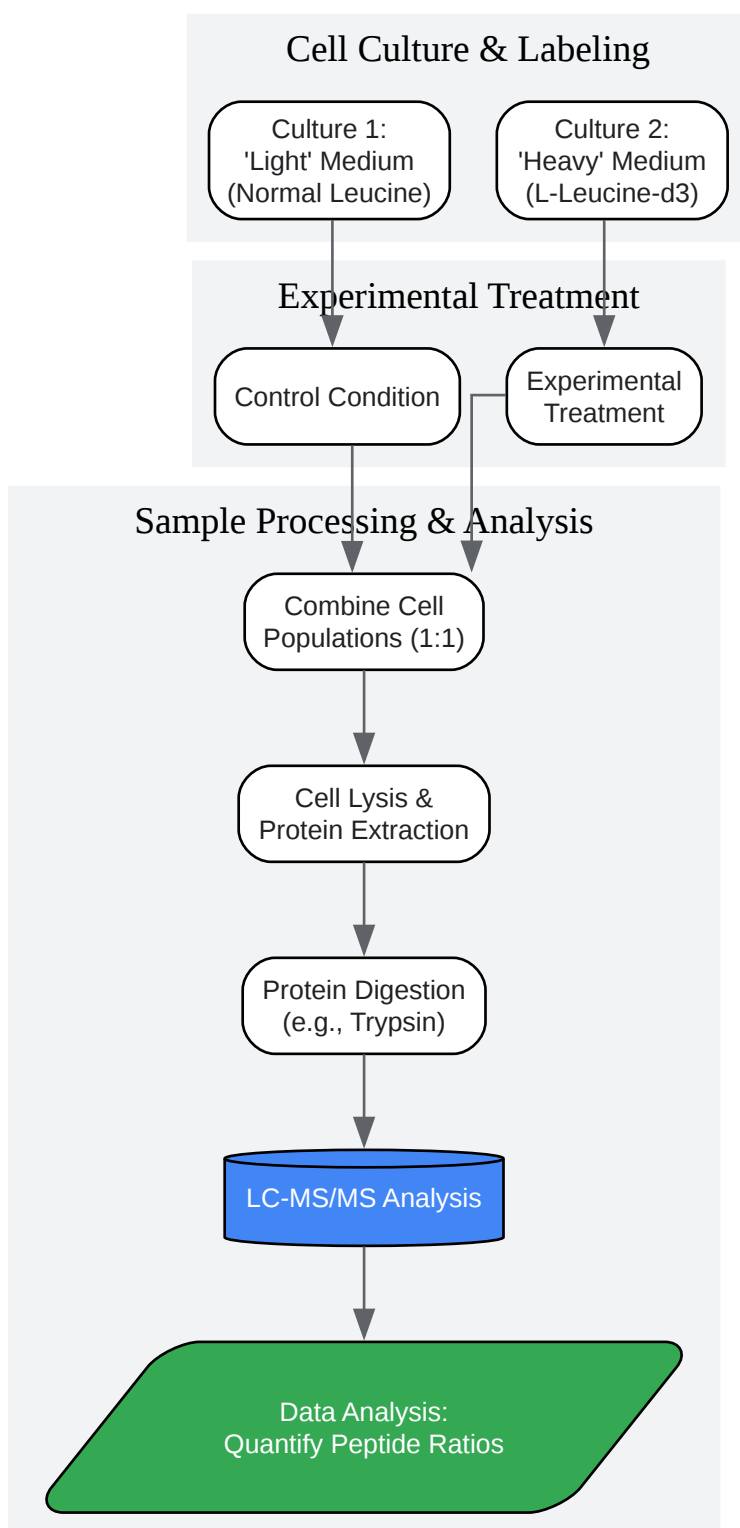 Cell Culture & Labeling
Culture 1:
'Light' Medium
(Normal Leucine)
Culture 2:
'Heavy' Medium
(L-Leucine-d3)
Experimental Treatment
Control Condition
Experimental
Treatment
Sample Processing & Analysis
Combine Cell
Populations (1:1)
Cell Lysis &
Protein Extraction
Protein Digestion
(e.g., Trypsin)
LC-MS/MS Analysis
Data Analysis:
Quantify Peptide Ratios